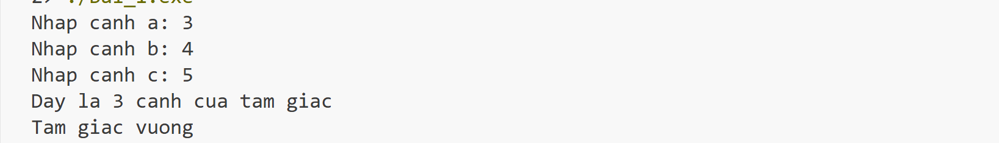 Nhap canh a: 3
Nhap canh b: 4
Nhap canh c: 5
Day la 3 canh cua tam giac
Tam giac vuong